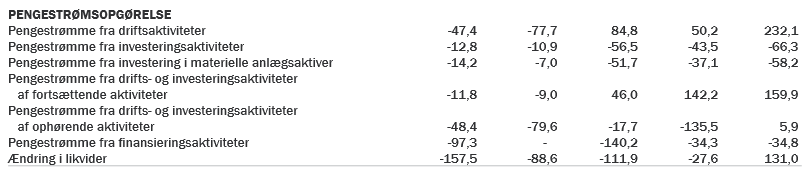 PENGESTRØMSOPGØRELSE
Pengestrømme fra driftsaktiviteter -47,4 -77,7 84,8 50,2 232,1
Pengestrømme fra investeringsaktiviteter -12,8 -10,9 -56,5 -43,5 -66,3
Pengestrømme fra investering i materielle anlægsaktiver -14,2 -7,0 -51,7 -37,1 -58,2
Pengestrømme fra drifts- og investeringsaktiviteter
af fortsættende aktiviteter -11,8 -9,0 46,0 142,2 159,9
Pengestrømme fra drifts- og investeringsaktiviteter
af ophørende aktiviteter -48,4 -79,6 -17,7 -135,5 5,9
Pengestrømme fra finansieringsaktiviteter -97,3 - -140,2 -34,3 -34,8
Ændring i likvider -157,5 -88,6 -111,9 -27,6 131,0